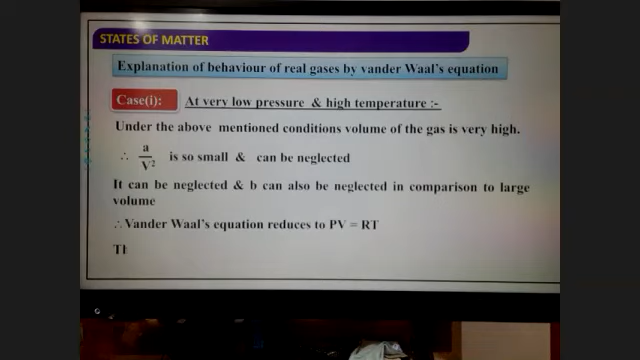 STATES OF MATTER
Explanation of behaviour of real gases by vander Waal's equation
Case(i): At very low pressure & high temperature :-
Under the above mentioned conditions volume of the gas is very high.
∴ a/V² is so small & can be neglected
It can be neglected & b can also be neglected in comparison to large
volume
∴ Vander Waal's equation reduces to PV = RT